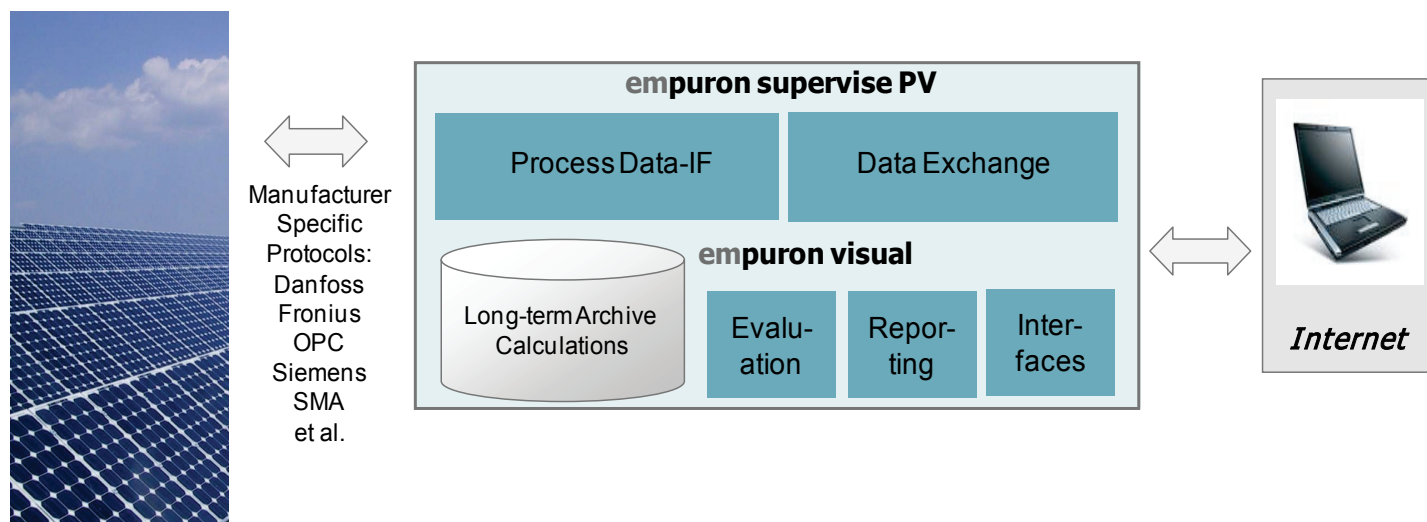 Manufacturer
Specific
Protocols:
Danfoss
Fronius
OPC
Siemens
SMA
et al.
empuron supervise PV
Process Data-IF
Data Exchange
Long-term Archive
Calculations
empuron visual
Evalu-
ation
Repor-
ting
Inter-
faces
Internet